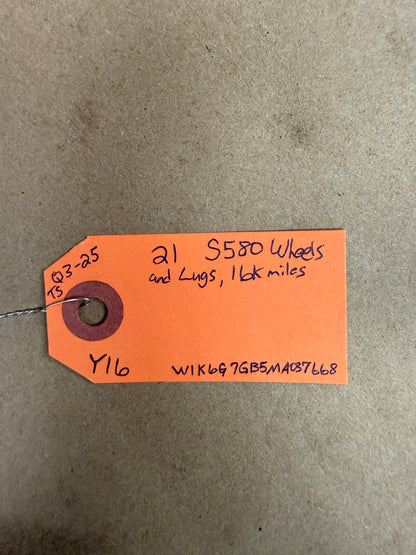 Q3-25
TS
21 S580 Wheels
and Lugs, 16k miles
Y16
W1K6G7GB5MA037668